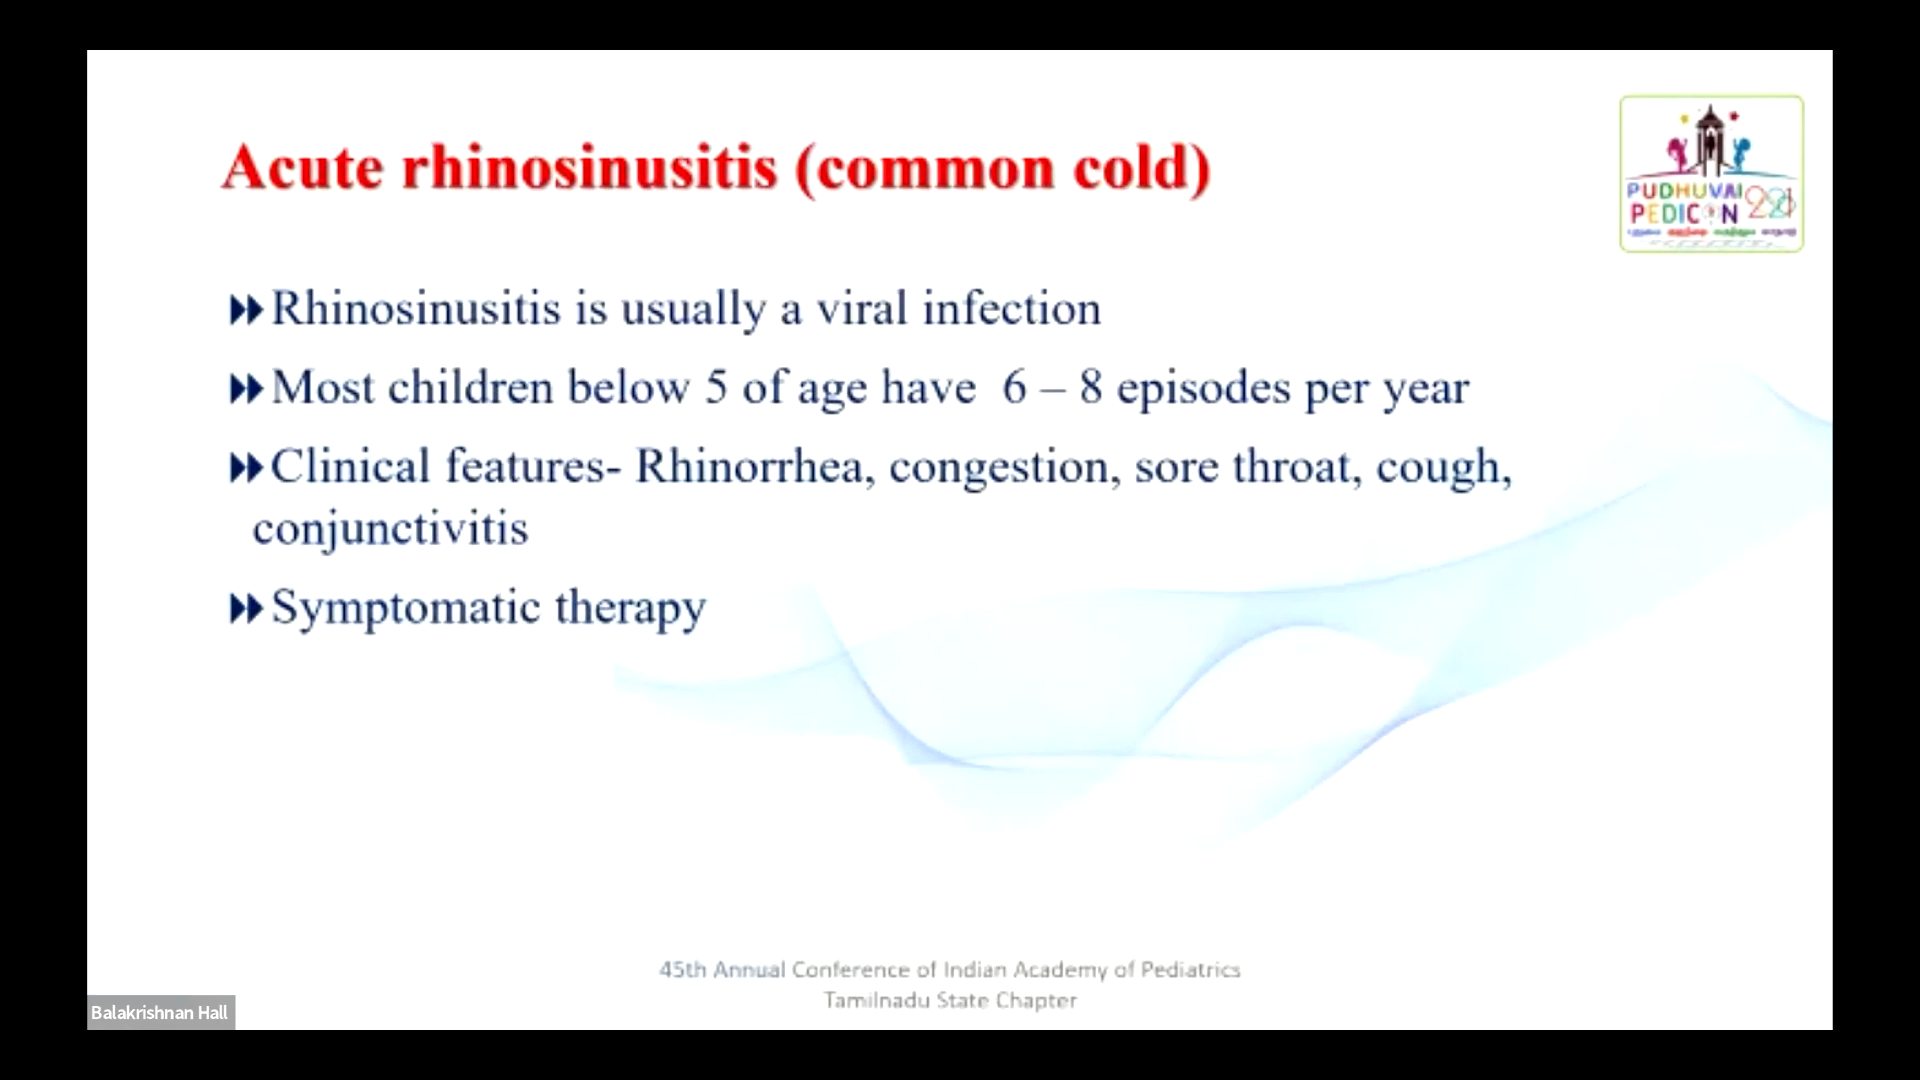 Acute rhinosinusitis (common cold)
PUDHUVAI
PEDICON 2021
Rhinosinusitis is usually a viral infection
Most children below 5 of age have 6 – 8 episodes per year
Clinical features- Rhinorrhea, congestion, sore throat, cough,
conjunctivitis
Symptomatic therapy
45th Annual Conference of Indian Academy of Pediatrics
Tamilnadu State Chapter
Balakrishnan Hall